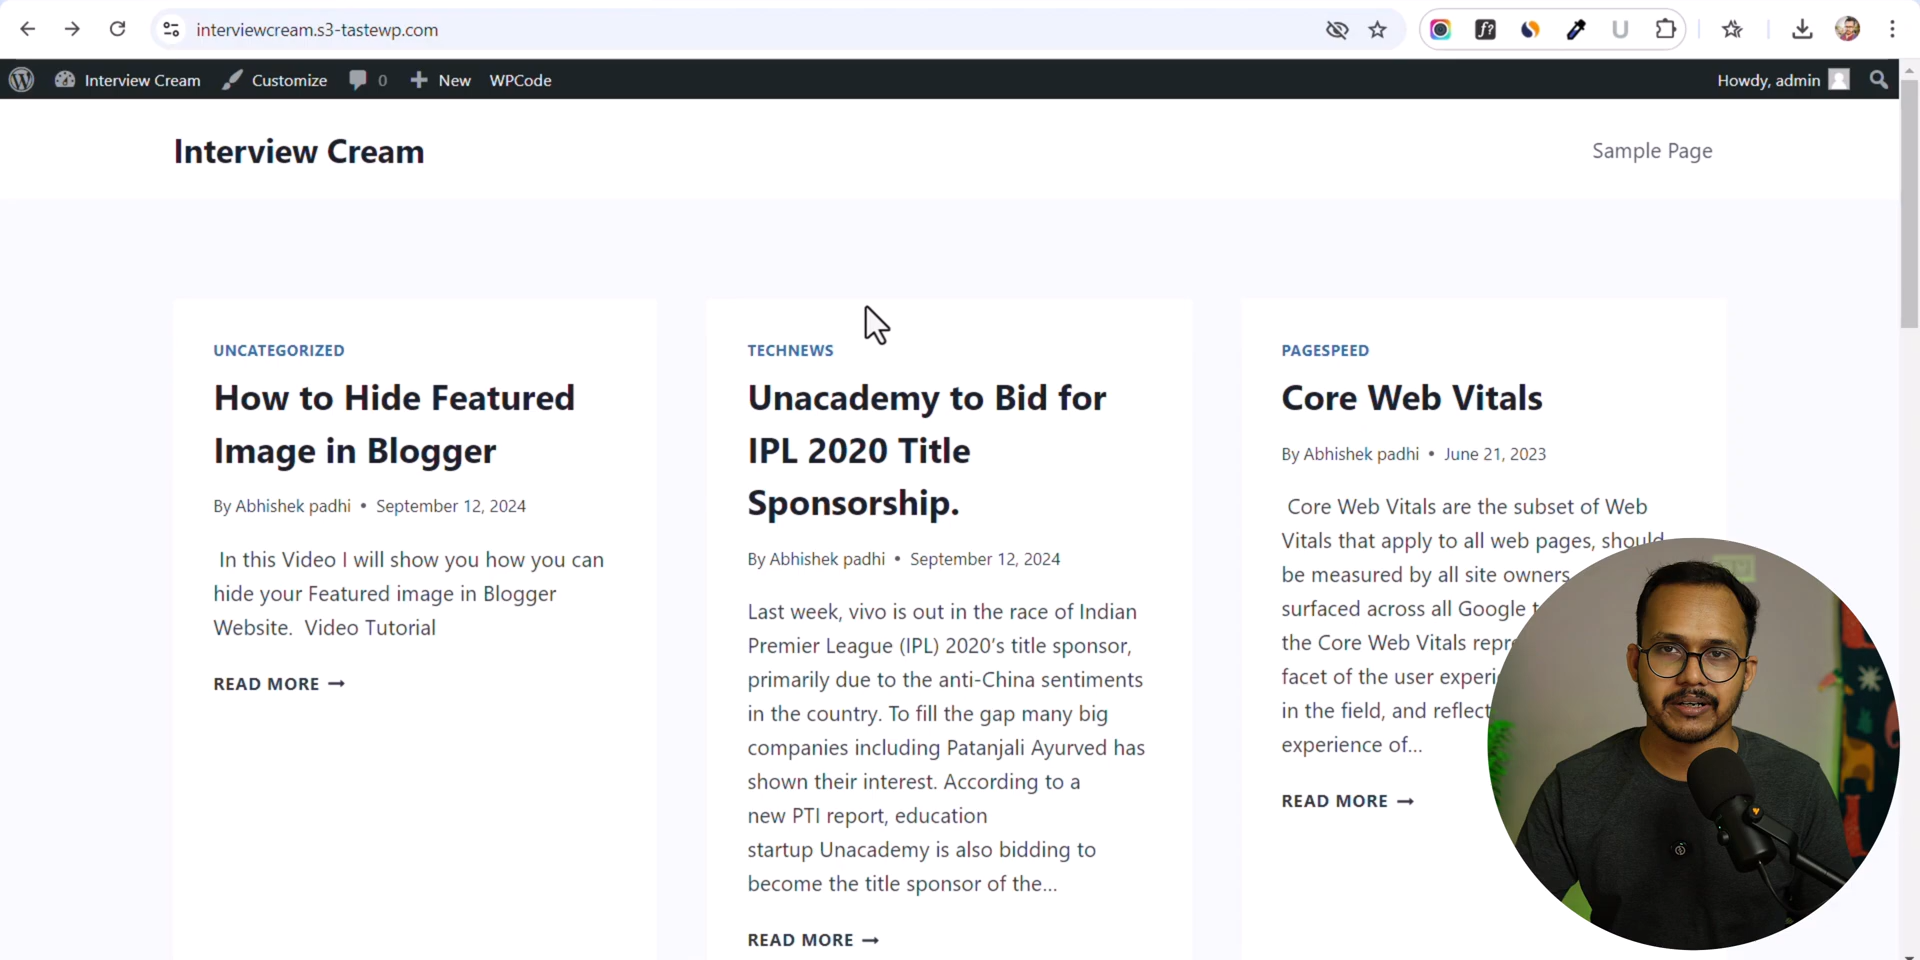 interviewcream.s3-tastewp.com
Interview Cream Customize 0 New WPCode Howdy, admin
Interview Cream
Sample Page
UNCATEGORIZED
How to Hide Featured
Image in Blogger
By Abhishek padhi • September 12, 2024
In this Video I will show you how you can
hide your Featured image in Blogger
Website. Video Tutorial
READ MORE →
TECHNEWS
Unacademy to Bid for
IPL 2020 Title
Sponsorship.
By Abhishek padhi • September 12, 2024
Last week, vivo is out in the race of Indian
Premier League (IPL) 2020’s title sponsor,
primarily due to the anti-China sentiments
in the country. To fill the gap many big
companies including Patanjali Ayurved has
shown their interest. According to a
new PTI report, education
startup Unacademy is also bidding to
become the title sponsor of the...
READ MORE →
PAGESPEED
Core Web Vitals
By Abhishek padhi • June 21, 2023
Core Web Vitals are the subset of Web
Vitals that apply to all web pages, should
be measured by all site owners
surfaced across all Google
the Core Web Vitals
facet of the user
in the field, and
experience of...
READ MORE →